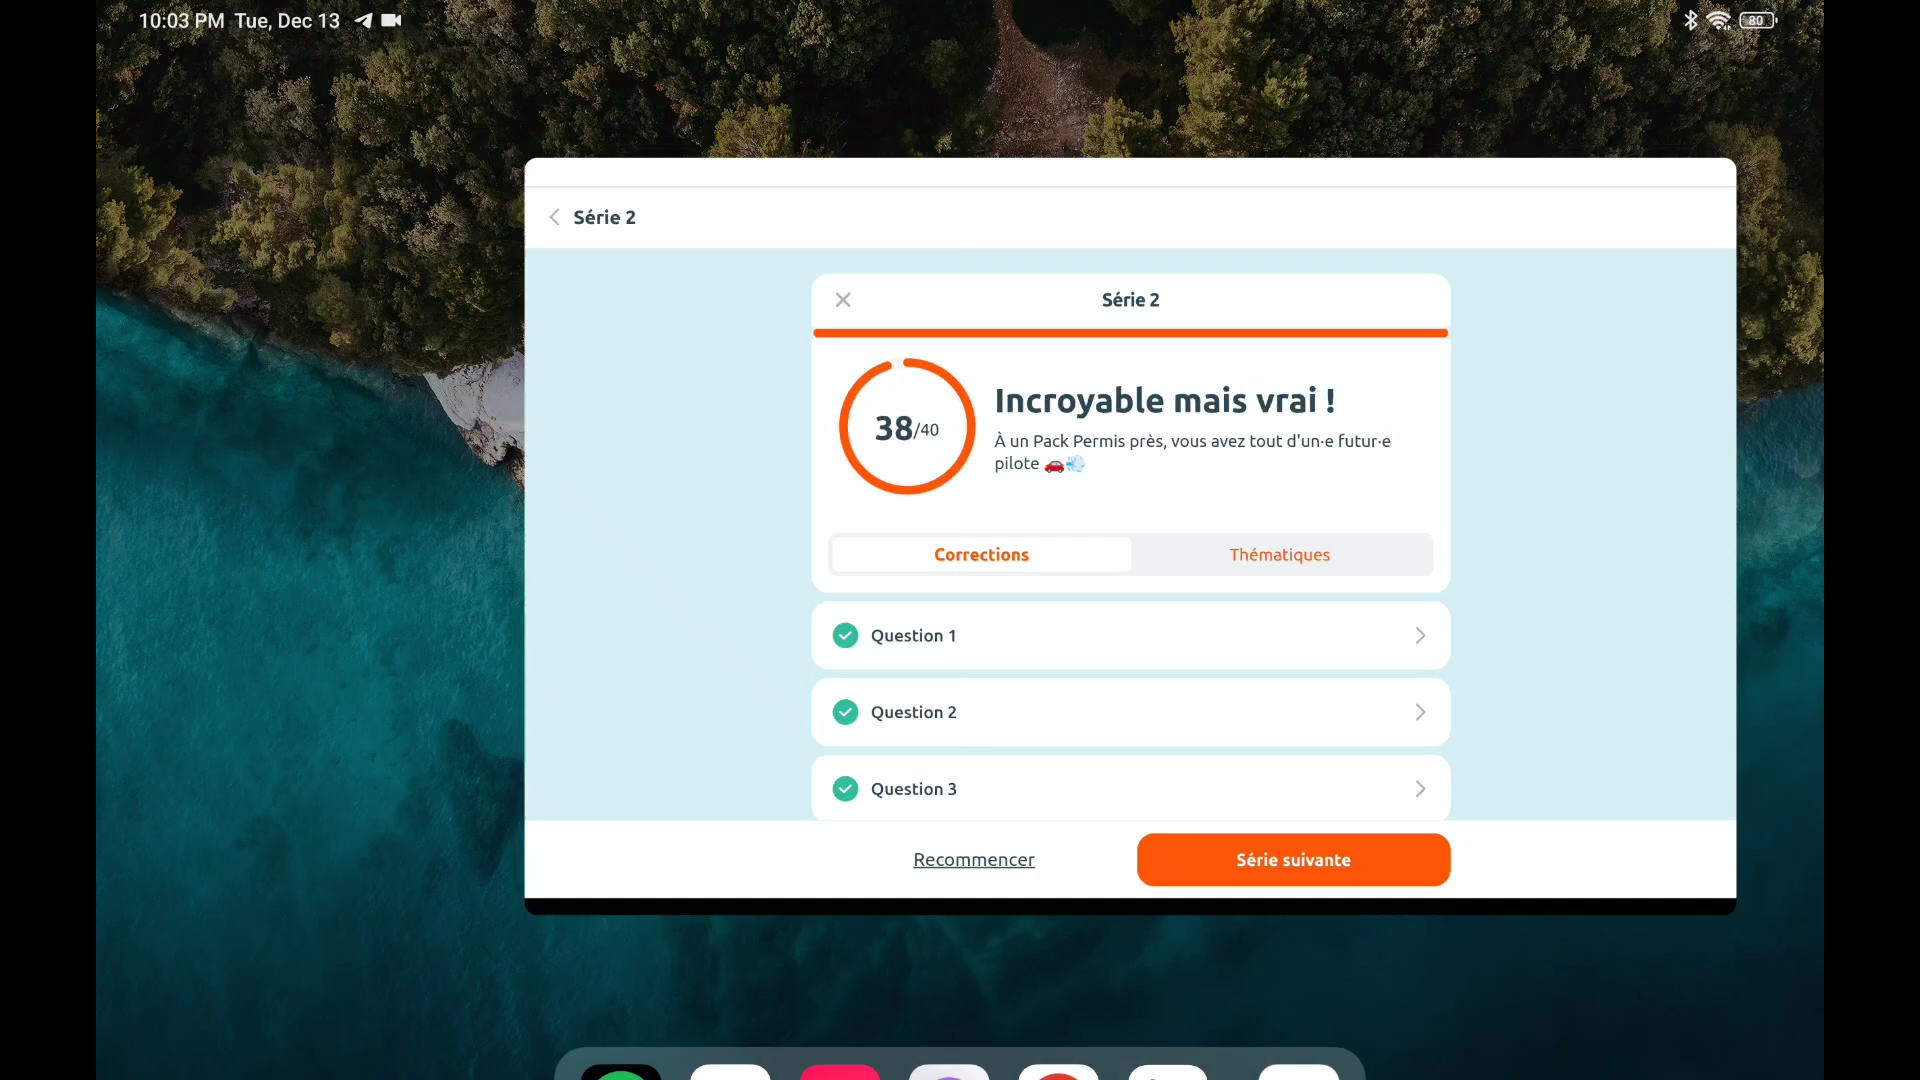 10:03 PM Tue, Dec 13
80
Série 2
Série 2
38/40
Incroyable mais vrai !
À un Pack Permis près, vous avez tout d'un·e futur·e
pilote 🚗💨
Corrections
Thématiques
Question 1
Question 2
Question 3
Recommencer
Série suivante